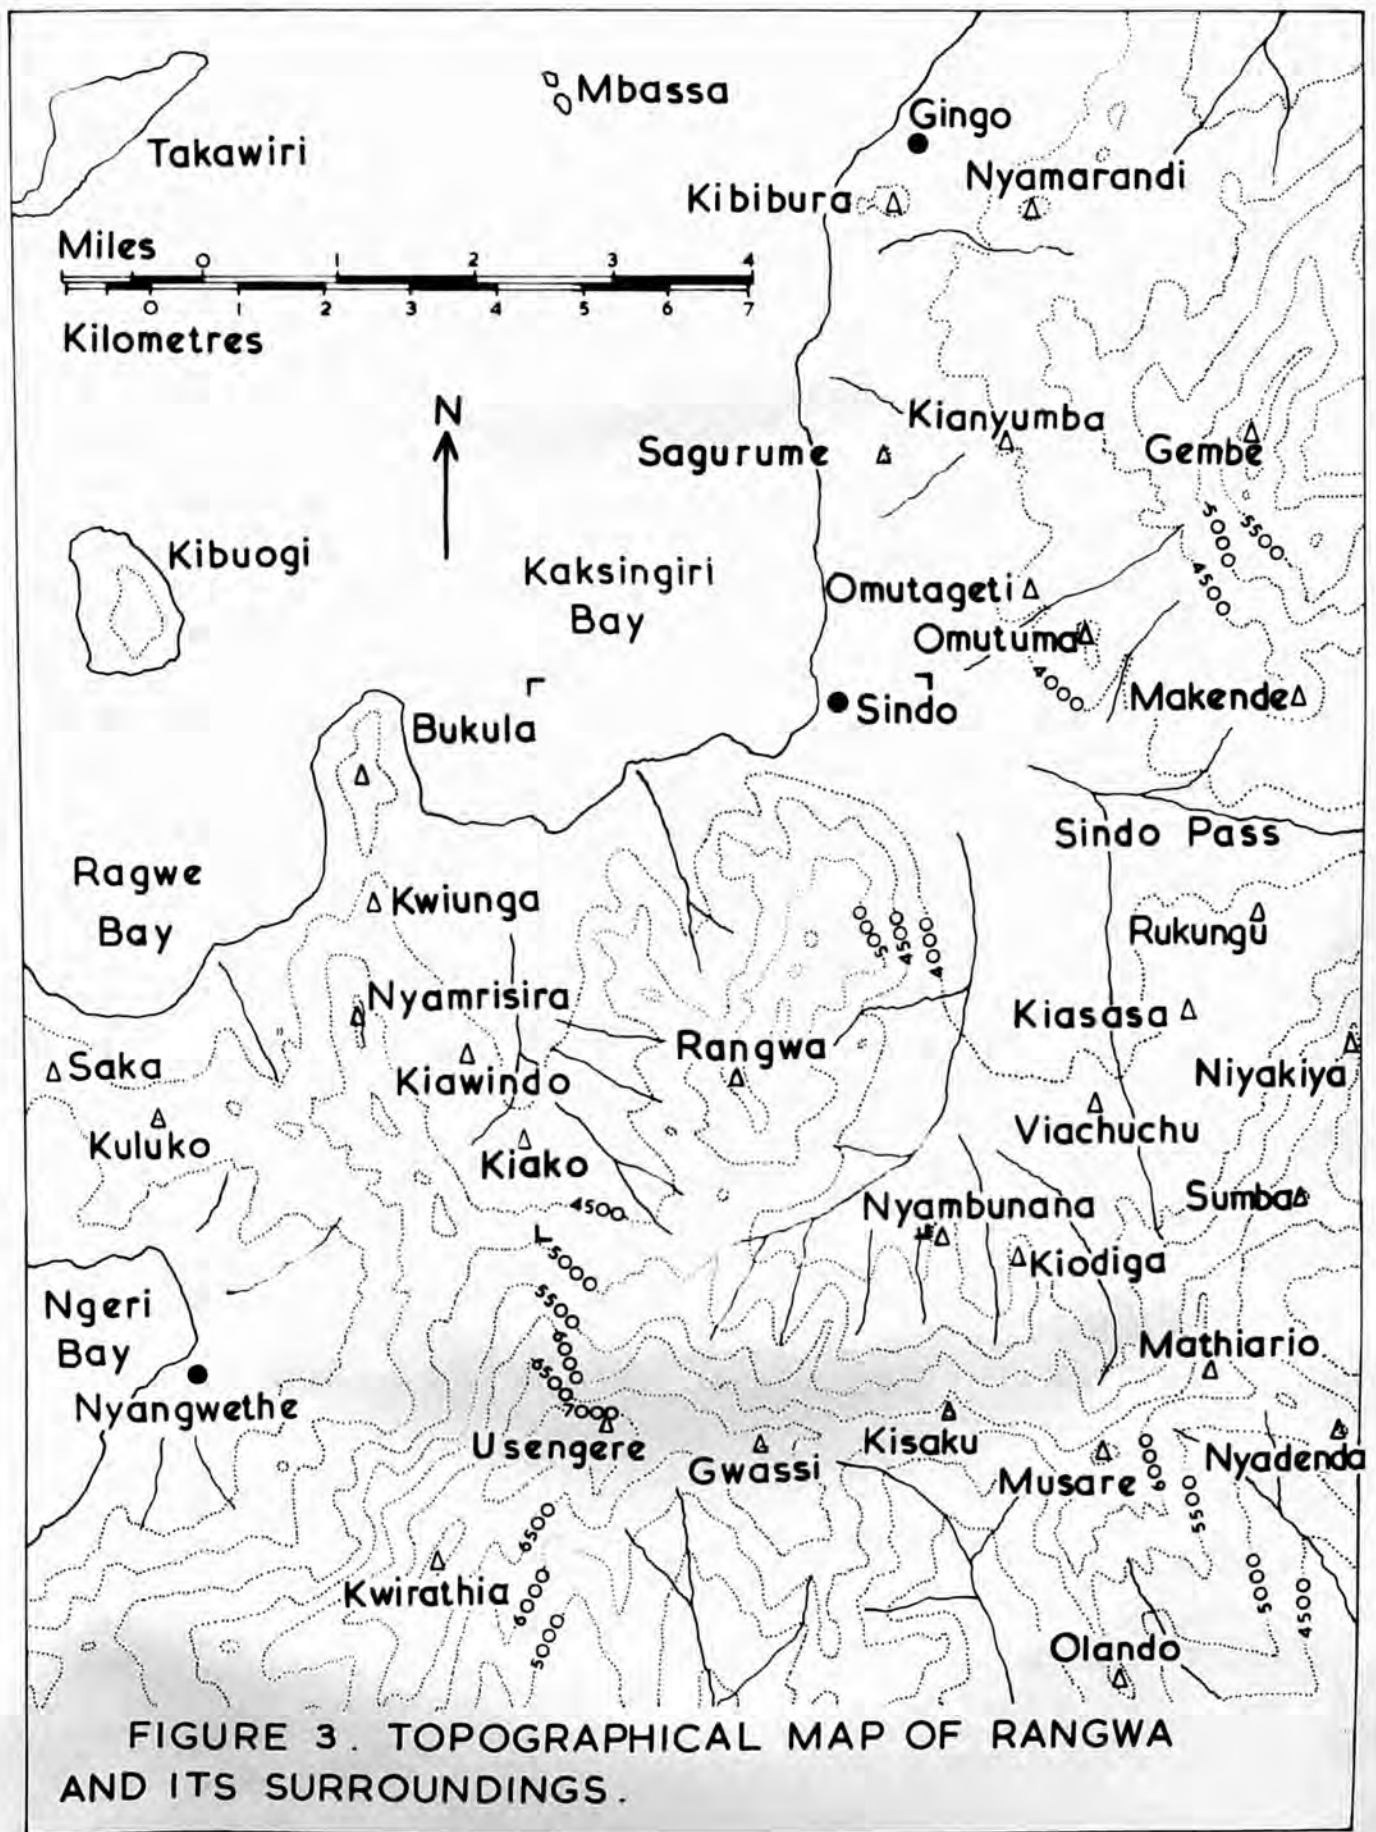 Mbassa
Takawiri
Gingo
Nyamarandi
Kibibura
Miles
0 1 2 3 4
0 1 2 3 4 5 6 7
Kilometres
N
Kianyumba
Sagurume
Gembe
5000
5500
4500
Kibuogi
Kaksingiri
Bay
Omutageti
Omutuma
4000
Makende
Sindo
Bukula
Sindo Pass
Ragwe
Bay
Kwiunga
5000
4500
4000
Rukungu
Nyamrisira
Kiasasa
Rangwa
Saka
Kiawindo
Niyakiya
Kuluko
Viachuchu
Kiako
4500
Nyambunana
Sumba
5000
Kiodiga
5500
Ngeri
Bay
6000
6500
7000
Mathiario
Nyangwethe
Usengere
Gwassi
Kisaku
Musare
6000
5500
Nyadenda
Kwirathia
6500
6000
5000
5000
4500
Olando
FIGURE 3. TOPOGRAPHICAL MAP OF RANGWA
AND ITS SURROUNDINGS.